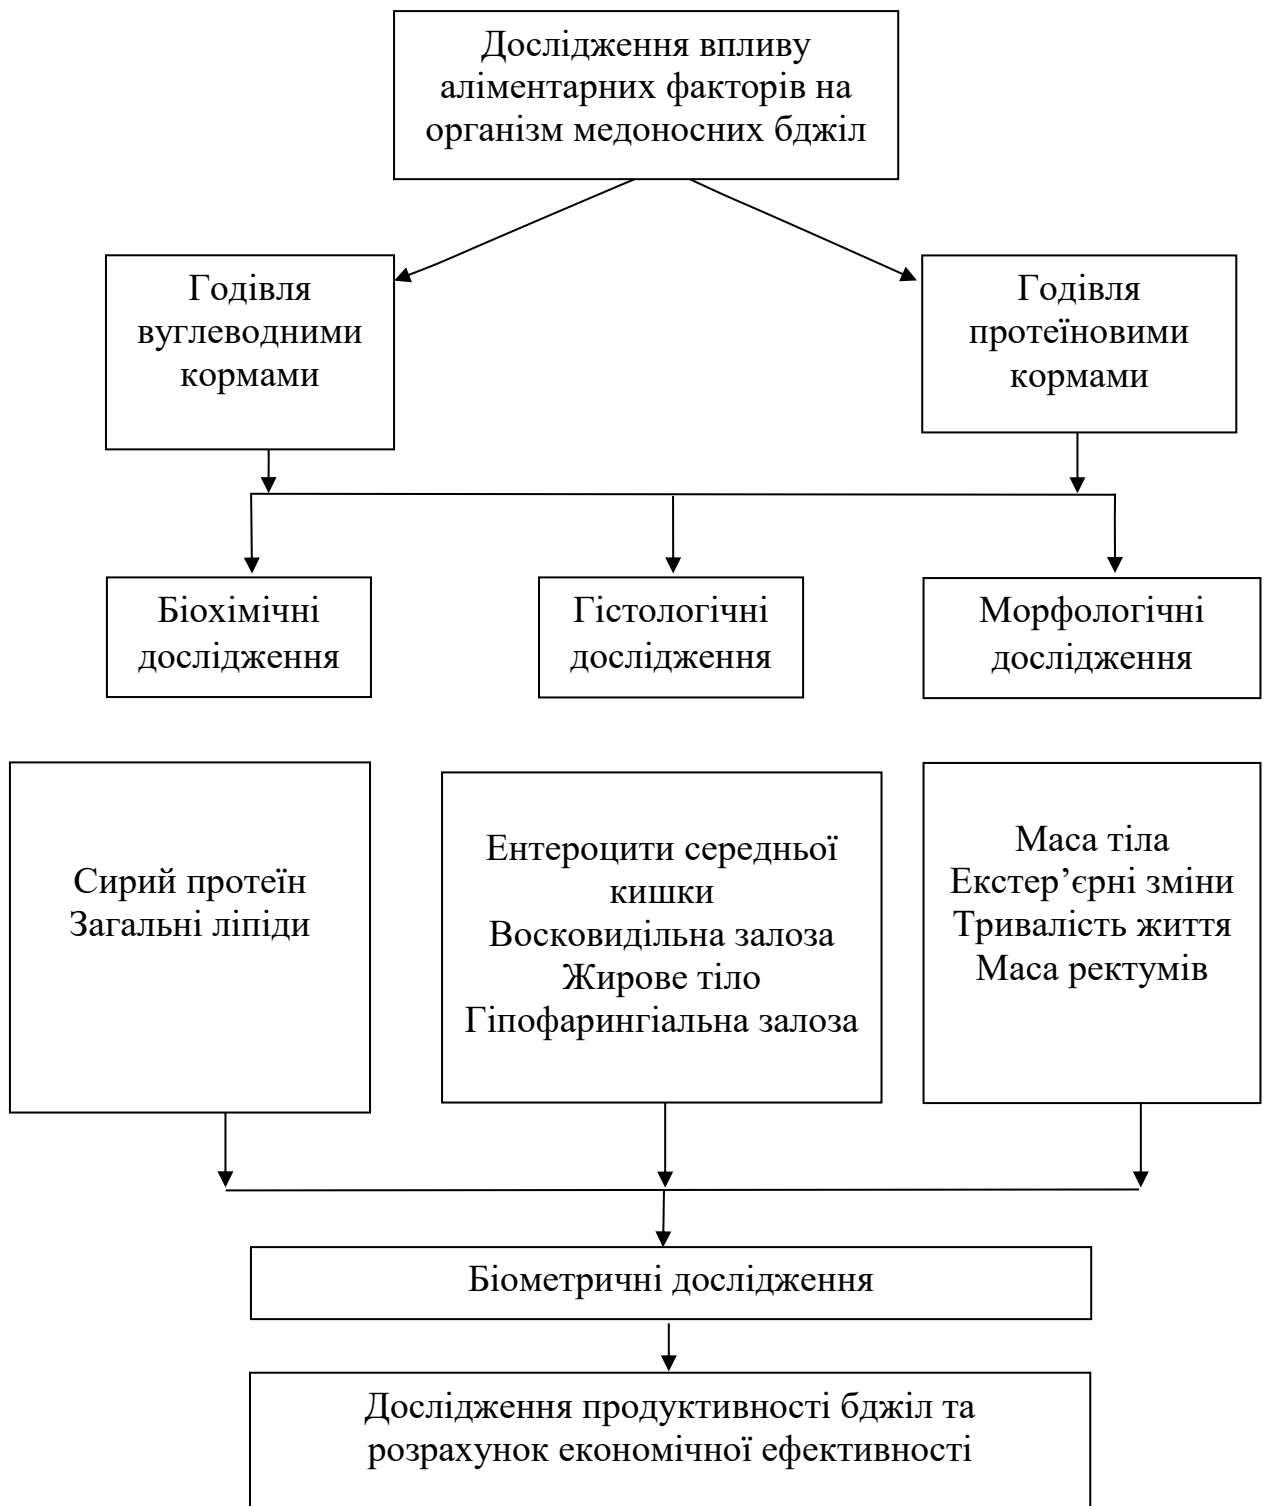 Дослідження впливу
аліментарних факторів на
організм медоносних бджіл
Годівля
вуглеводними
кормами
Годівля
протеїновими
кормами
Біохімічні
дослідження
Гістологічні
дослідження
Морфологічні
дослідження
Сирий протеїн
Загальні ліпіди
Ентероцити середньої
кишки
Восковидільна залоза
Жирове тіло
Гіпофарингіальна залоза
Маса тіла
Екстер’єрні зміни
Тривалість життя
Маса ректумів
Біометричні дослідження
Дослідження продуктивності бджіл та
розрахунок економічної ефективності